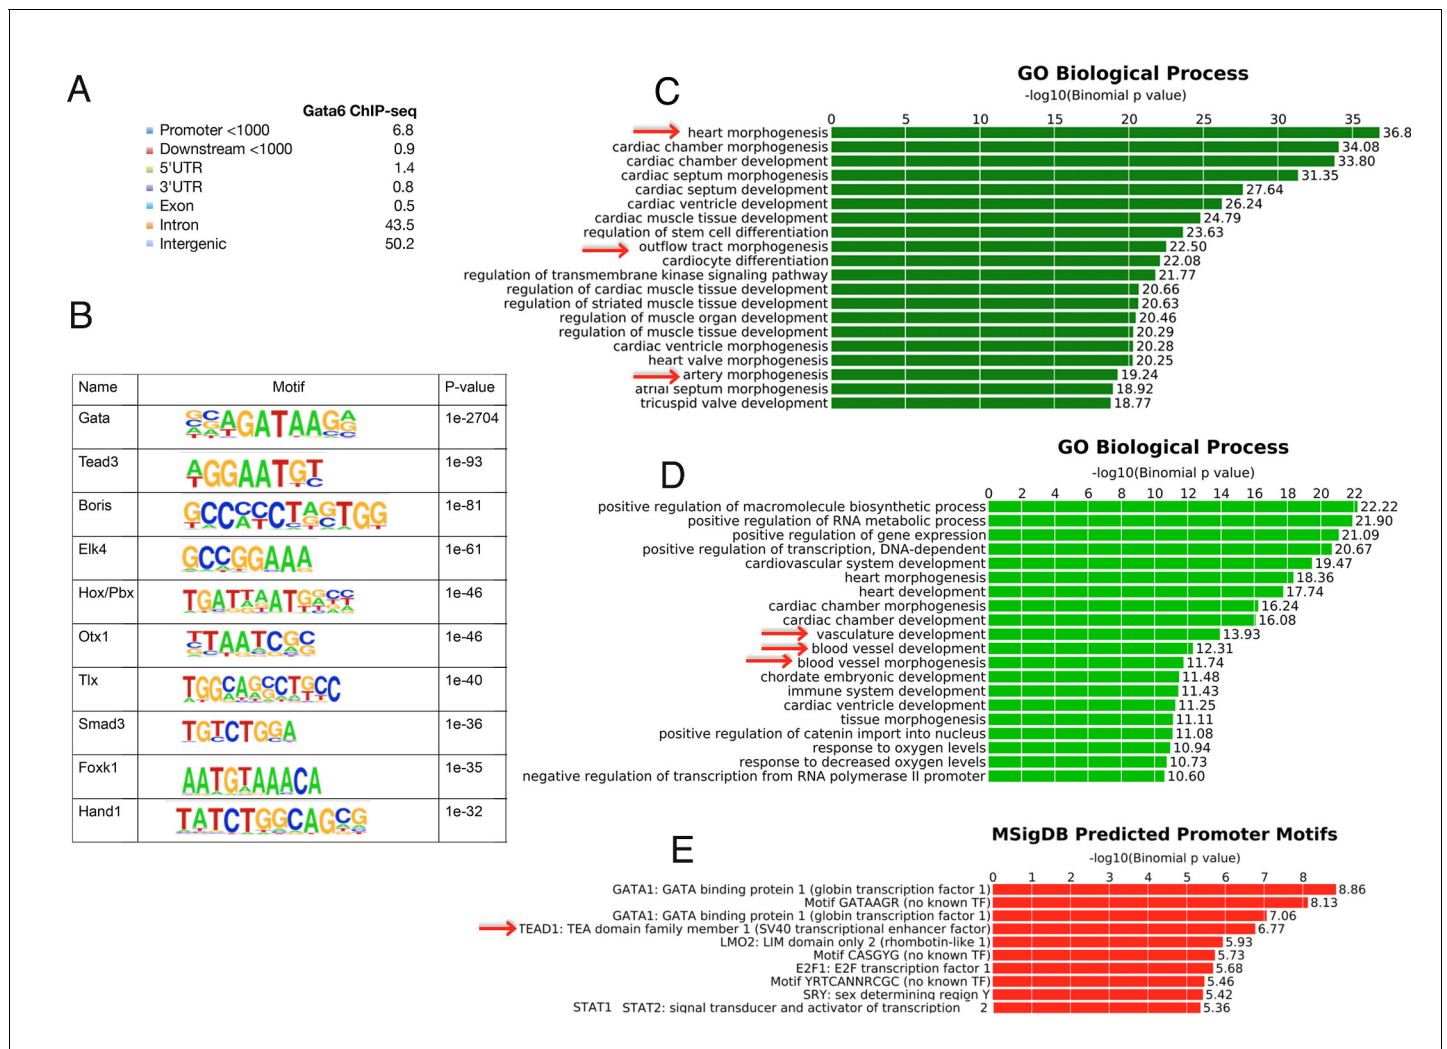 A
Gata6 ChIP-seq
Promoter <1000 6.8
Downstream <1000 0.9
5'UTR 1.4
3'UTR 0.8
Exon 0.5
Intron 43.5
Intergenic 50.2
B
Name Motif P-value
Gata GCAGATAAGA 1e-2704
Tead3 AGGAATGT 1e-93
Boris GCCCCCTAGTGG 1e-81
Elk4 GCCGGAAA 1e-61
Hox/Pbx TGATTAATGGCC 1e-46
Otx1 TTAATCGC 1e-46
Tlx TGGCAGCCTGCC 1e-40
Smad3 TGTCTGGA 1e-36
Foxk1 AATGTAAACA 1e-35
Hand1 TATCTGGCAGCG 1e-32
C
GO Biological Process
-log10(Binomial p value)
0 5 10 15 20 25 30 35
heart morphogenesis 36.8
cardiac chamber morphogenesis 34.08
cardiac chamber development 33.80
cardiac septum morphogenesis 31.35
cardiac septum development 27.64
cardiac ventricle development 26.24
cardiac muscle tissue development 24.79
regulation of stem cell differentiation 23.63
outflow tract morphogenesis 22.50
cardiocyte differentiation 22.08
regulation of transmembrane kinase signaling pathway 21.77
regulation of cardiac muscle tissue development 20.66
regulation of striated muscle tissue development 20.63
regulation of muscle organ development 20.46
regulation of muscle tissue development 20.29
cardiac ventricle morphogenesis 20.28
heart valve morphogenesis 20.25
artery morphogenesis 19.24
atrial septum morphogenesis 18.92
tricuspid valve development 18.77
D
GO Biological Process
-log10(Binomial p value)
0 2 4 6 8 10 12 14 16 18 20 22
positive regulation of macromolecule biosynthetic process 22.22
positive regulation of RNA metabolic process 21.90
positive regulation of gene expression 21.09
positive regulation of transcription, DNA-dependent 20.67
cardiovascular system development 19.47
heart morphogenesis 18.36
heart development 17.74
cardiac chamber morphogenesis 16.24
cardiac chamber development 16.08
vasculature development 13.93
blood vessel development 12.31
blood vessel morphogenesis 11.74
chordate embryonic development 11.48
immune system development 11.43
cardiac ventricle development 11.25
tissue morphogenesis 11.11
positive regulation of catenin import into nucleus 11.08
response to oxygen levels 10.94
response to decreased oxygen levels 10.73
negative regulation of transcription from RNA polymerase II promoter 10.60
E
MSigDB Predicted Promoter Motifs
-log10(Binomial p value)
0 1 2 3 4 5 6 7 8
GATA1: GATA binding protein 1 (globin transcription factor 1) 8.86
Motif GATAAGR (no known TF) 8.13
GATA1: GATA binding protein 1 (globin transcription factor 1) 7.06
TEAD1: TEA domain family member 1 (SV40 transcriptional enhancer factor) 6.77
LMO2: LIM domain only 2 (rhombotin-like 1) 5.93
Motif CASGYG (no known TF) 5.73
E2F1: E2F transcription factor 1 5.68
Motif YRTCANNRCGC (no known TF) 5.46
SRY: sex determining region Y 5.42
STAT1 STAT2: signal transducer and activator of transcription 2 5.36